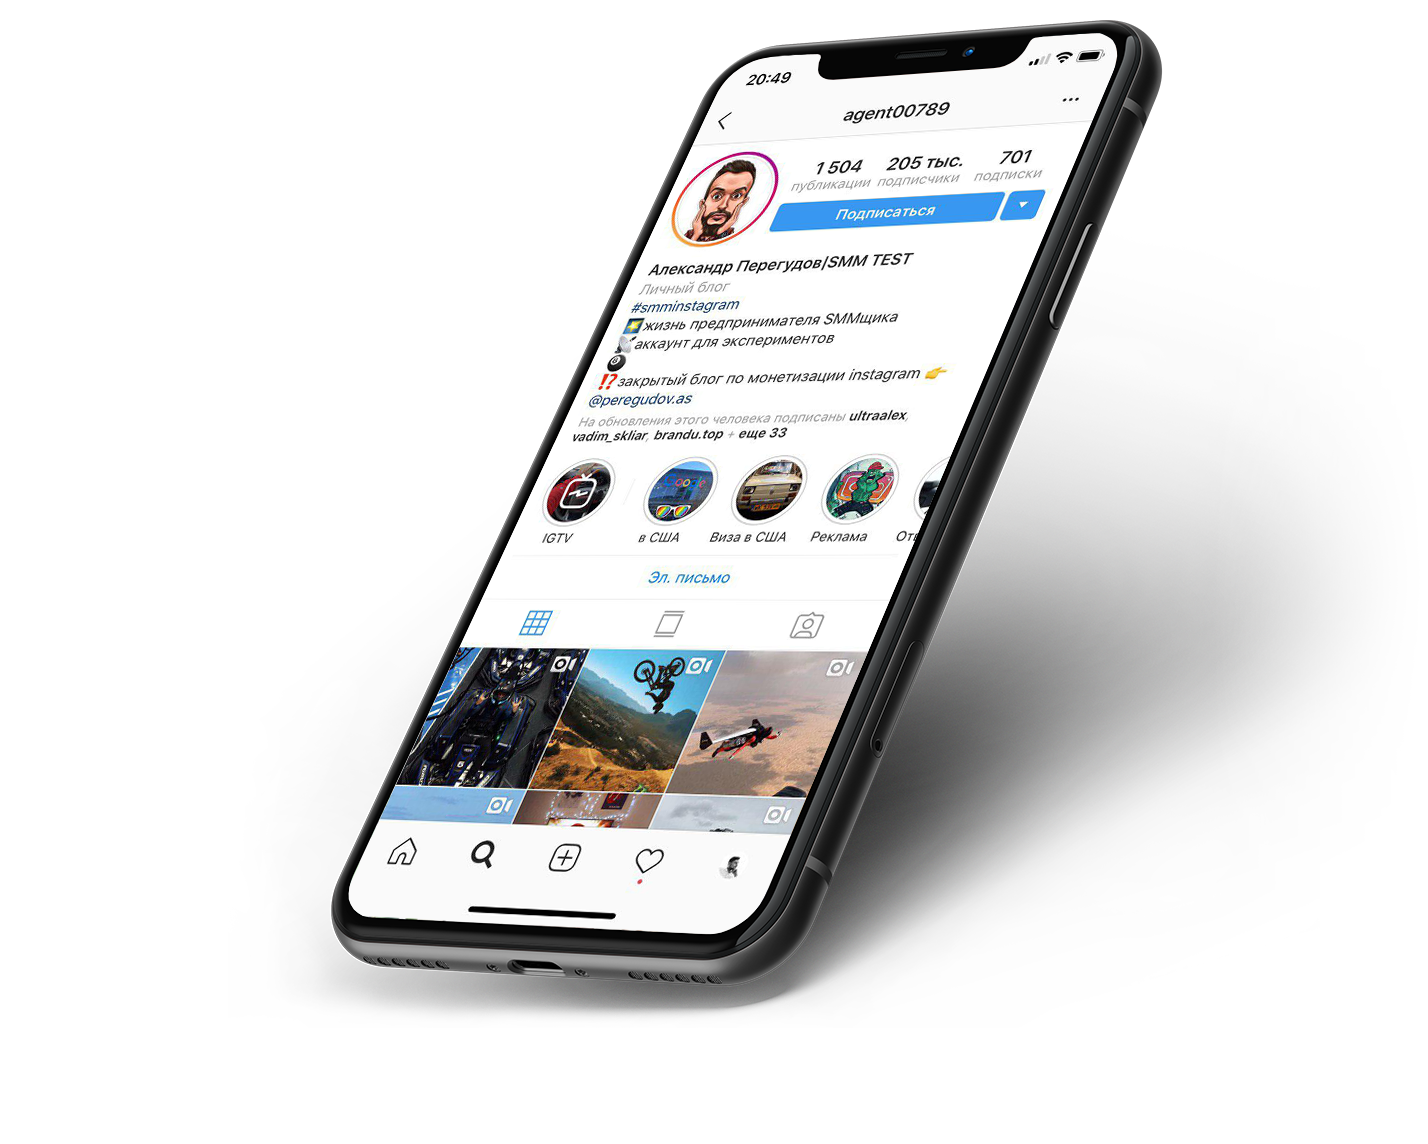 20:49
agent00789
1 504 205 тыс. 701
публикации подписчики подписки
Подписаться
Александр Перегудов|SMM TEST
Личный блог
#smminstagram
жизнь предпринимателя SMMщика
аккаунт для экспериментов
⁉️закрытый блог по монетизации instagram 👉
@peregudov.as
На обновления этого человека подписаны ultraalex,
vadim_skliar, brandu.top + еще 33
IGTV в США Виза в США Реклама
Эл. письмо